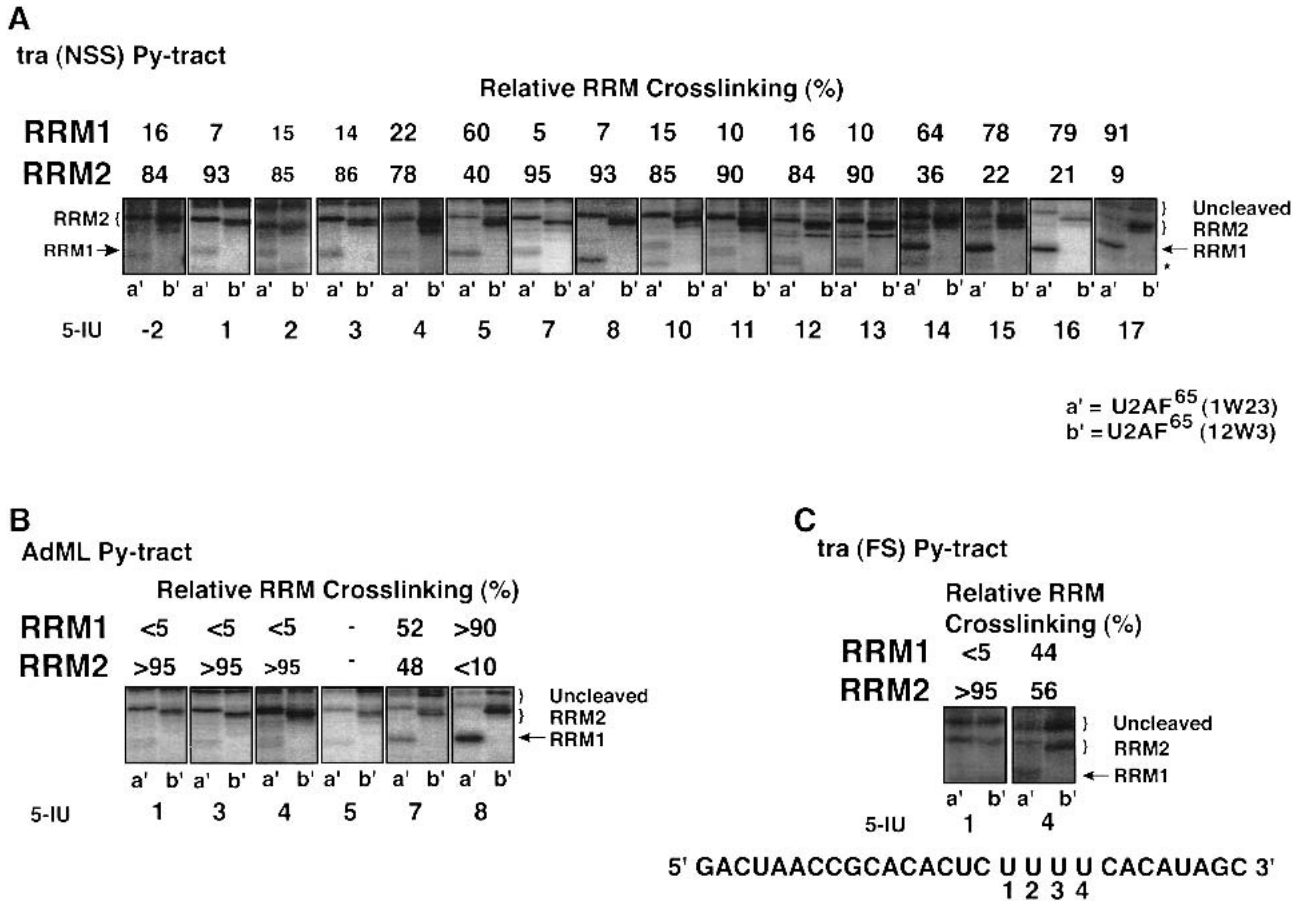 A
tra (NSS) Py-tract
Relative RRM Crosslinking (%)
RRM1 16 7 15 14 22 60 5 7 15 10 16 10 64 78 79 91
RRM2 84 93 85 86 78 40 95 93 85 90 84 90 36 22 21 9
RRM2 {
} Uncleaved
} RRM2
RRM1
RRM1
*
a' b' a' b' a' b' a' b' a' b' a' b' a' b' a' b' a' b' a' b' a' b' a' b' a' b' a' b' a' b' a' b'
5-IU -2 1 2 3 4 5 7 8 10 11 12 13 14 15 16 17
a' = U2AF65 (1W23)
b' = U2AF65 (12W3)
B
AdML Py-tract
Relative RRM Crosslinking (%)
RRM1 <5 <5 <5 - 52 >90
RRM2 >95 >95 >95 - 48 <10
} Uncleaved
} RRM2
RRM1
a' b' a' b' a' b' a' b' a' b' a' b'
5-IU 1 3 4 5 7 8
C
tra (FS) Py-tract
Relative RRM
Crosslinking (%)
RRM1 <5 44
RRM2 >95 56
} Uncleaved
} RRM2
RRM1
a' b' a' b'
5-IU 1 4
5' GACUAACCGCACACUC U U U U CACAUAGC 3'
1 2 3 4